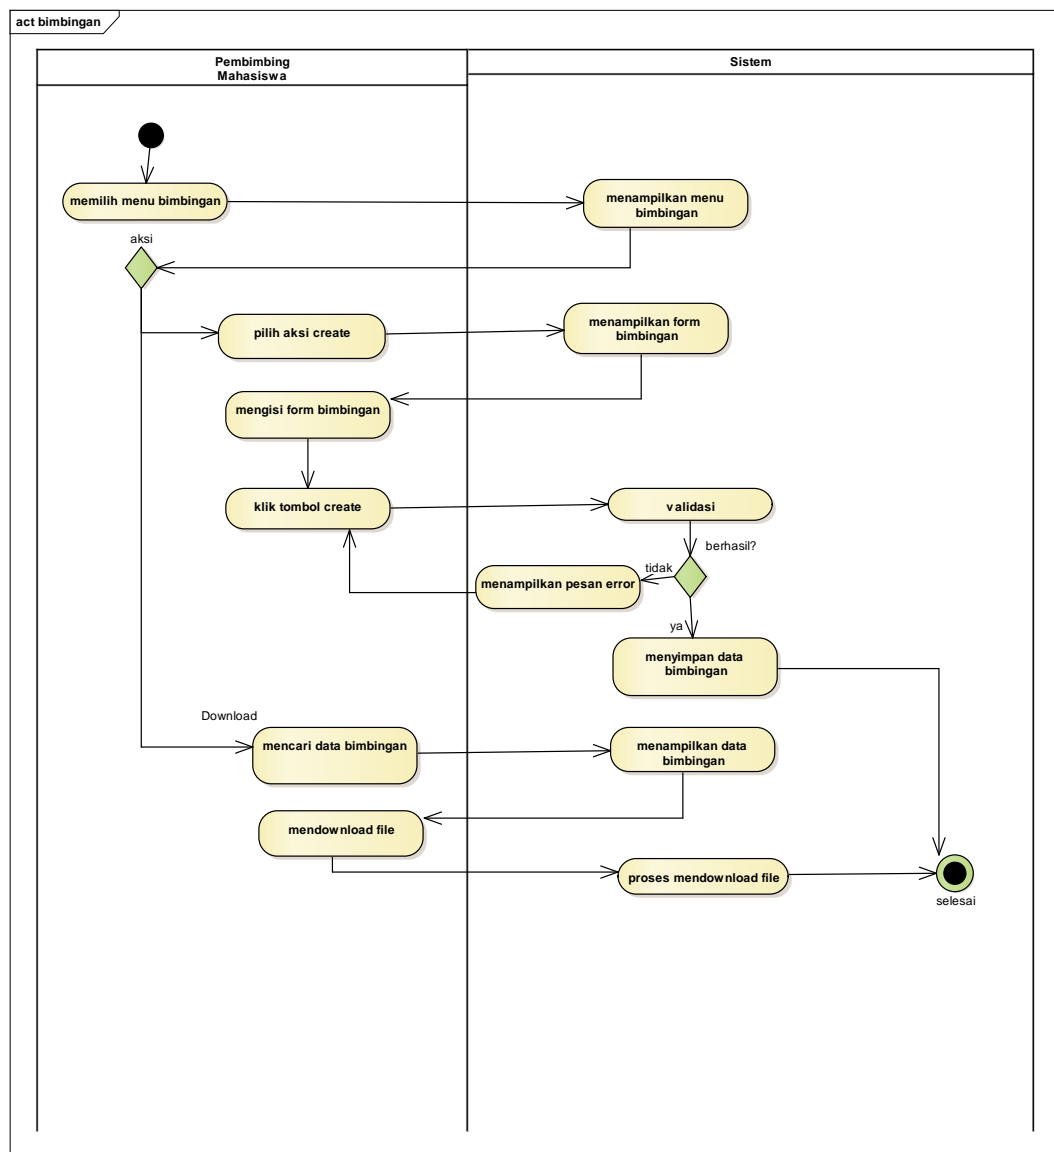 act bimbingan
Pembimbing
Mahasiswa
Sistem
memilih menu bimbingan
menampilkan menu
bimbingan
aksi
pilih aksi create
menampilkan form
bimbingan
mengisi form bimbingan
klik tombol create
validasi
berhasil?
tidak
menampilkan pesan error
ya
menyimpan data
bimbingan
Download
mencari data bimbingan
menampilkan data
bimbingan
mendownload file
proses mendownload file
selesai